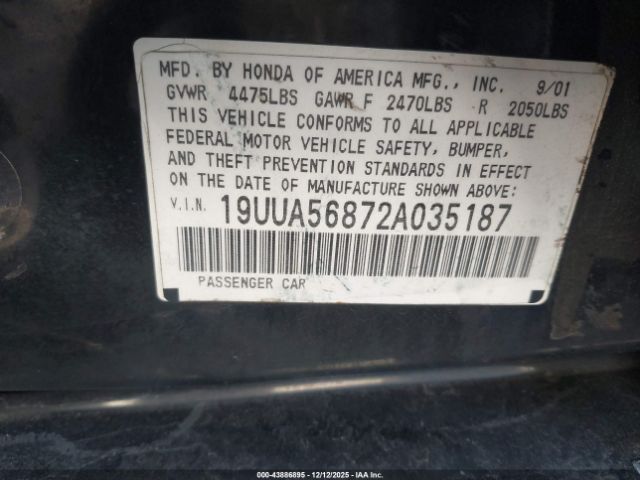 MFD. BY HONDA OF AMERICA MFG., INC. 9/01
GVWR 4475LBS GAWR F 2470LBS R 2050LBS
THIS VEHICLE CONFORMS TO ALL APPLICABLE
FEDERAL MOTOR VEHICLE SAFETY, BUMPER,
AND THEFT PREVENTION STANDARDS IN EFFECT
ON THE DATE OF MANUFACTURE SHOWN ABOVE:
V.I.N. 19UUA56872A035187
PASSENGER CAR
© IAA. 43886895 - 12/12/2025 - IAAI.COM